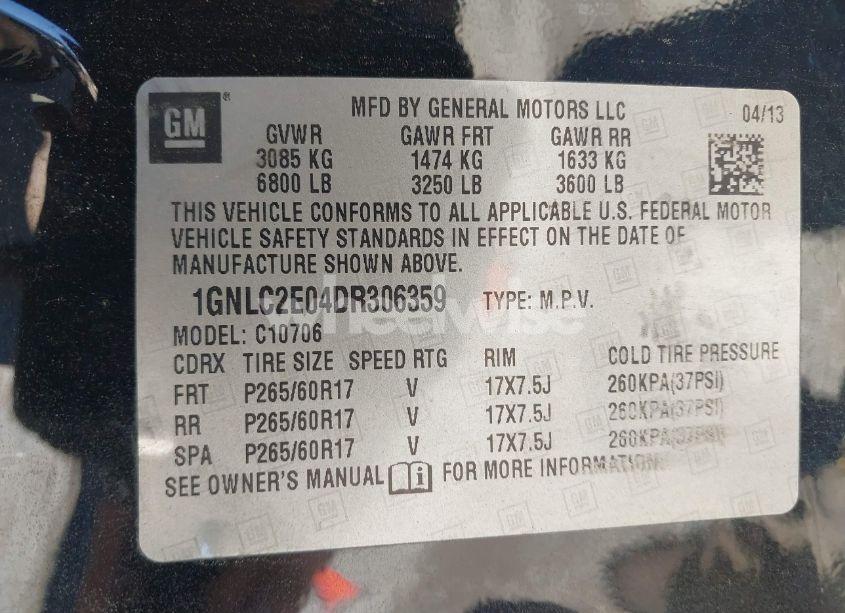 GM
MFD BY GENERAL MOTORS LLC 04/13
GVWR GAWR FRT GAWR RR
3085 KG 1474 KG 1633 KG
6800 LB 3250 LB 3600 LB
THIS VEHICLE CONFORMS TO ALL APPLICABLE U.S. FEDERAL MOTOR
VEHICLE SAFETY STANDARDS IN EFFECT ON THE DATE OF
MANUFACTURE SHOWN ABOVE.
1GNLC2E04DR306359 TYPE: M.P.V.
wheelwise
MODEL: C10706
CDRX TIRE SIZE SPEED RTG RIM COLD TIRE PRESSURE
FRT P265/60R17 V 17X7.5J 260KPA(37PSI)
RR P265/60R17 V 17X7.5J 260KPA(37PSI)
SPA P265/60R17 V 17X7.5J 260KPA(37PSI)
SEE OWNER'S MANUAL FOR MORE INFORMATION.